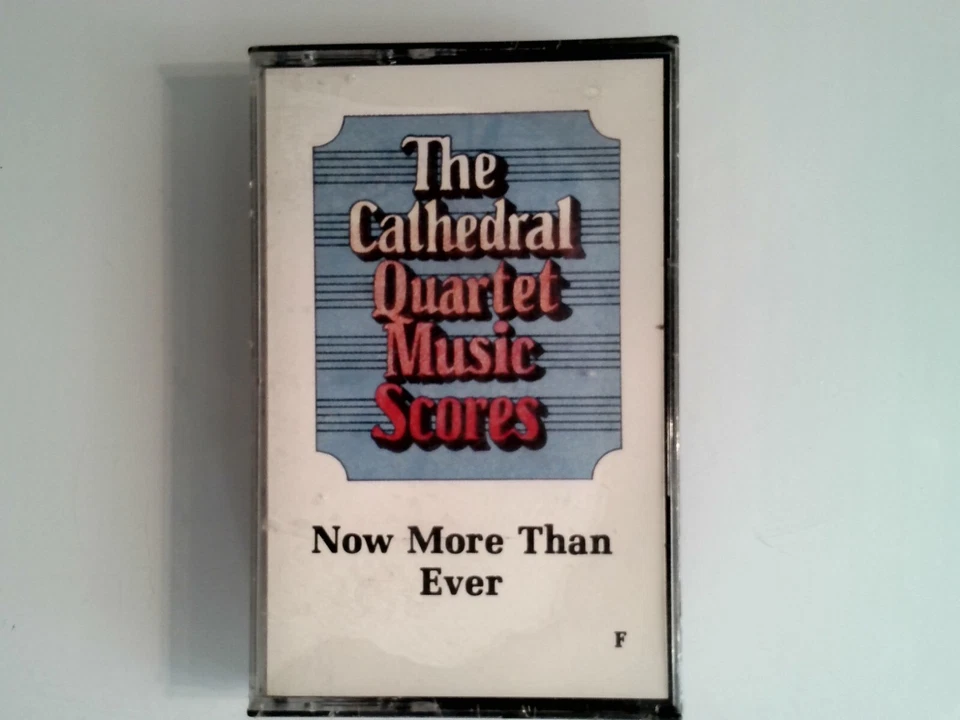 The
Cathedral
Quartet
Music
Scores
Now More Than
Ever
F